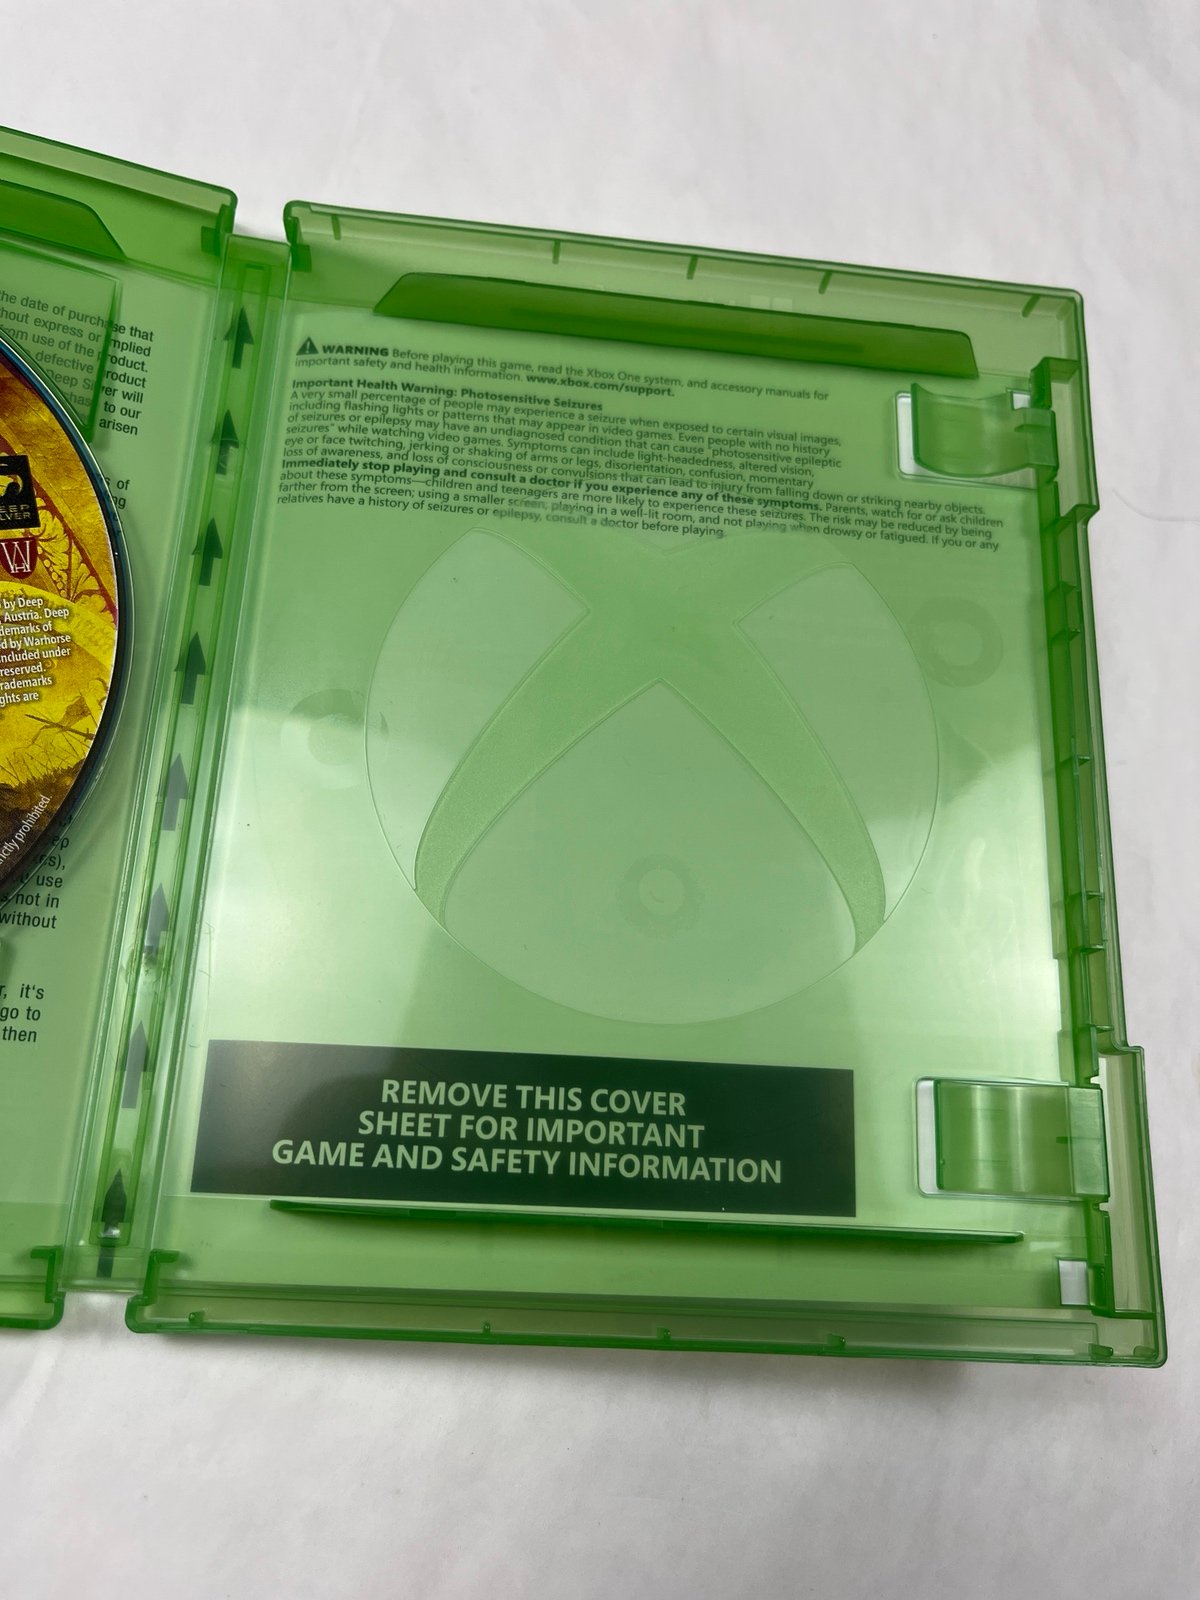 the date of purchase that
thout express or implied
rom use of the product.
defective product
Deep Silver will
to our
arisen
of
DEEP
SILVER
by Deep
Austria. Deep
demarks of
d by Warhorse
included under
reserved.
rademarks
ghts are
ctly prohibited.
use
not in
without
, it's
go to
then
WARNING Before playing this game, read the Xbox One system, and accessory manuals for
important safety and health information. www.xbox.com/support.
Important Health Warning: Photosensitive Seizures
A very small percentage of people may experience a seizure when exposed to certain visual images,
including flashing lights or patterns that may appear in video games. Even people with no history
of seizures or epilepsy may have an undiagnosed condition that can cause "photosensitive epileptic
seizures" while watching video games. Symptoms can include light-headedness, altered vision,
eye or face twitching, jerking or shaking of arms or legs, disorientation, confusion, momentary
loss of awareness, and loss of consciousness or convulsions that can lead to injury from falling down or striking nearby objects.
Immediately stop playing and consult a doctor if you experience any of these symptoms. Parents, watch for or ask children
about these symptoms—children and teenagers are more likely to experience these seizures. The risk may be reduced by being
farther from the screen; using a smaller screen; playing in a well-lit room, and not playing when drowsy or fatigued. If you or any
relatives have a history of seizures or epilepsy, consult a doctor before playing.
REMOVE THIS COVER
SHEET FOR IMPORTANT
GAME AND SAFETY INFORMATION